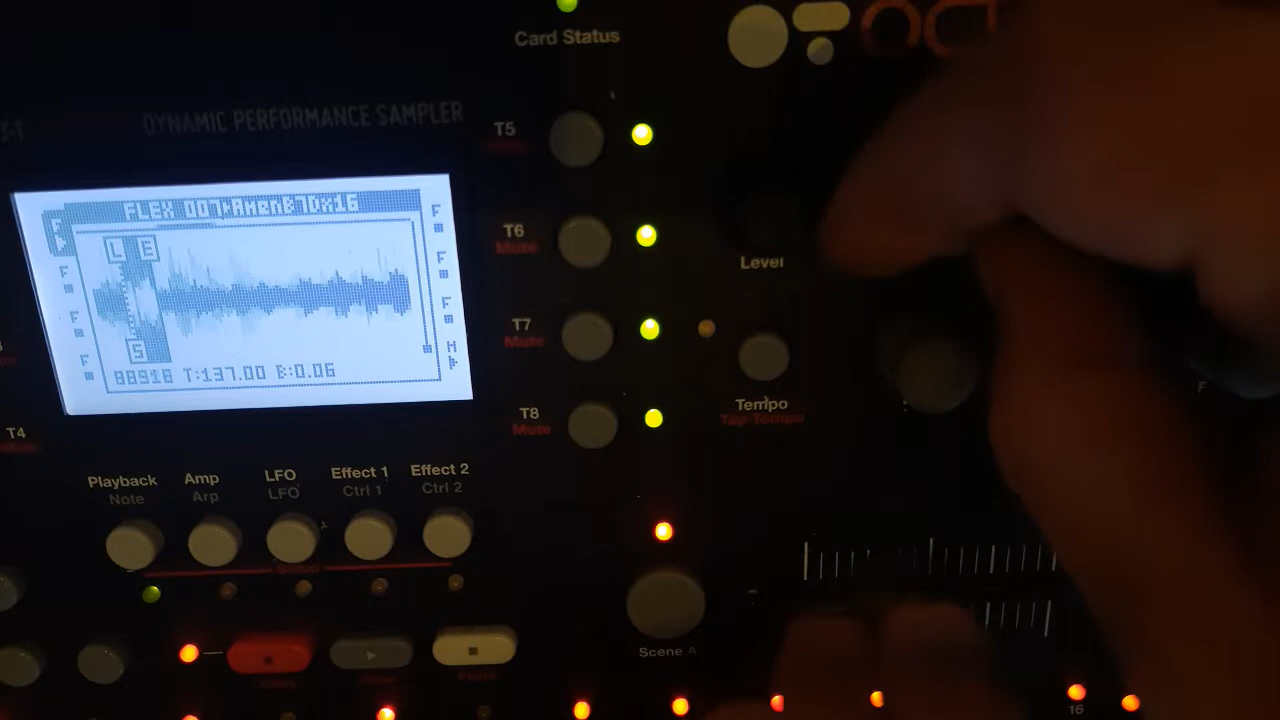 Card Status
DYNAMIC PERFORMANCE SAMPLER
T5
T6
Mute
T7
Mute
T8
Mute
T4
FLEX 007
L E
S
88918 T:137.00 B:0.06
F
F
F
F
F
F
F
H
Level
Tempo
Tap Tempo
F
Playback Amp LFO Effect 1 Effect 2
Note Arp LFO Ctrl 1 Ctrl 2
Setup
Scene A
Copy
16